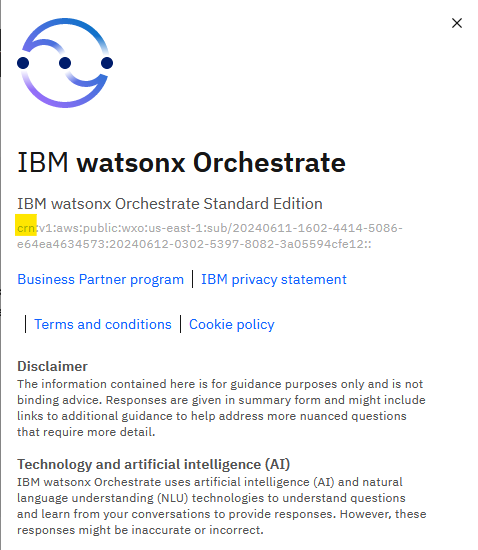 IBM watsonx Orchestrate
IBM watsonx Orchestrate Standard Edition
crn:v1:aws:public:wxo:us-east-1:sub/20240611-1602-4414-5086-
e64ea4634573:20240612-0302-5397-8082-3a05594cfe12::
Business Partner program | IBM privacy statement
| Terms and conditions | Cookie policy
Disclaimer
The information contained here is for guidance purposes only and is not
binding advice. Responses are given in summary form and might include
links to additional guidance to help address more nuanced questions
that require more detail.
Technology and artificial intelligence (AI)
IBM watsonx Orchestrate uses artificial intelligence (AI) and natural
language understanding (NLU) technologies to understand questions
and learn from your conversations to provide responses. However, these
responses might be inaccurate or incorrect.